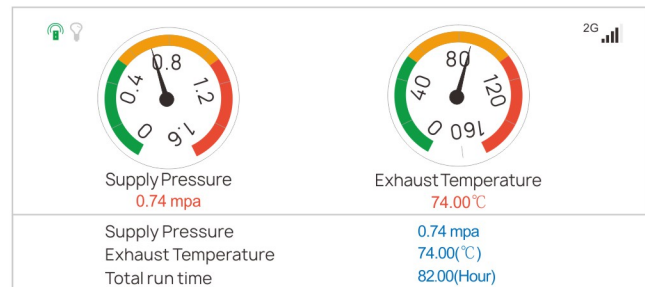 2G
0 0.4 0.8 1.2 1.6
0 40 80 120 160
Supply Pressure
0.74 mpa
Exhaust Temperature
74.00℃
Supply Pressure 0.74 mpa
Exhaust Temperature 74.00(℃)
Total run time 82.00(Hour)